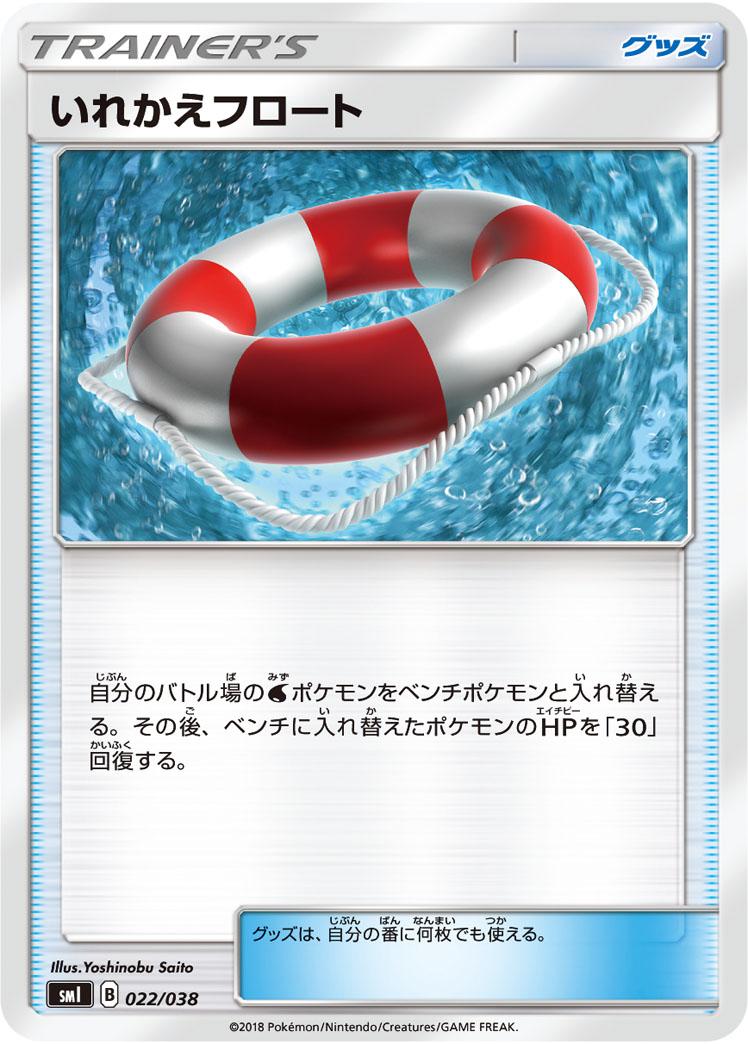 TRAINER'S
グッズ
いれかえフロート
自分のバトル場のポケモンをベンチポケモンと入れ替え
る。その後、ベンチに入れ替えたポケモンのHPを「30」
回復する。
グッズは、自分の番に何枚でも使える。
Illus.Yoshinobu Saito
SMI B 022/038
©2018 Pokémon/Nintendo/Creatures/GAME FREAK.